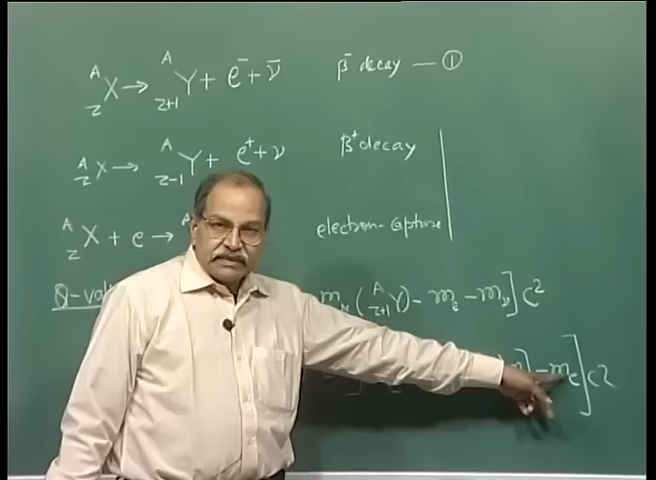 A/Z X → A/Z+1 Y + e⁻ + ν̄ β⁻ decay — ①
A/Z X → A/Z-1 Y + e⁺ + ν β⁺ decay
A/Z X + e → A electron-capture
Q-val
m_N (A/Z+1 Y) - m_e - m_ν] c²
] - m_e] c²